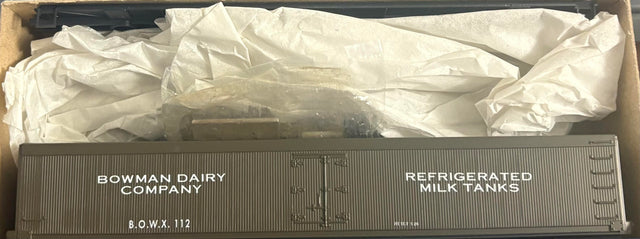 BOWMAN DAIRY
COMPANY
B.O.W.X. 112
REFRIGERATED
MILK TANKS